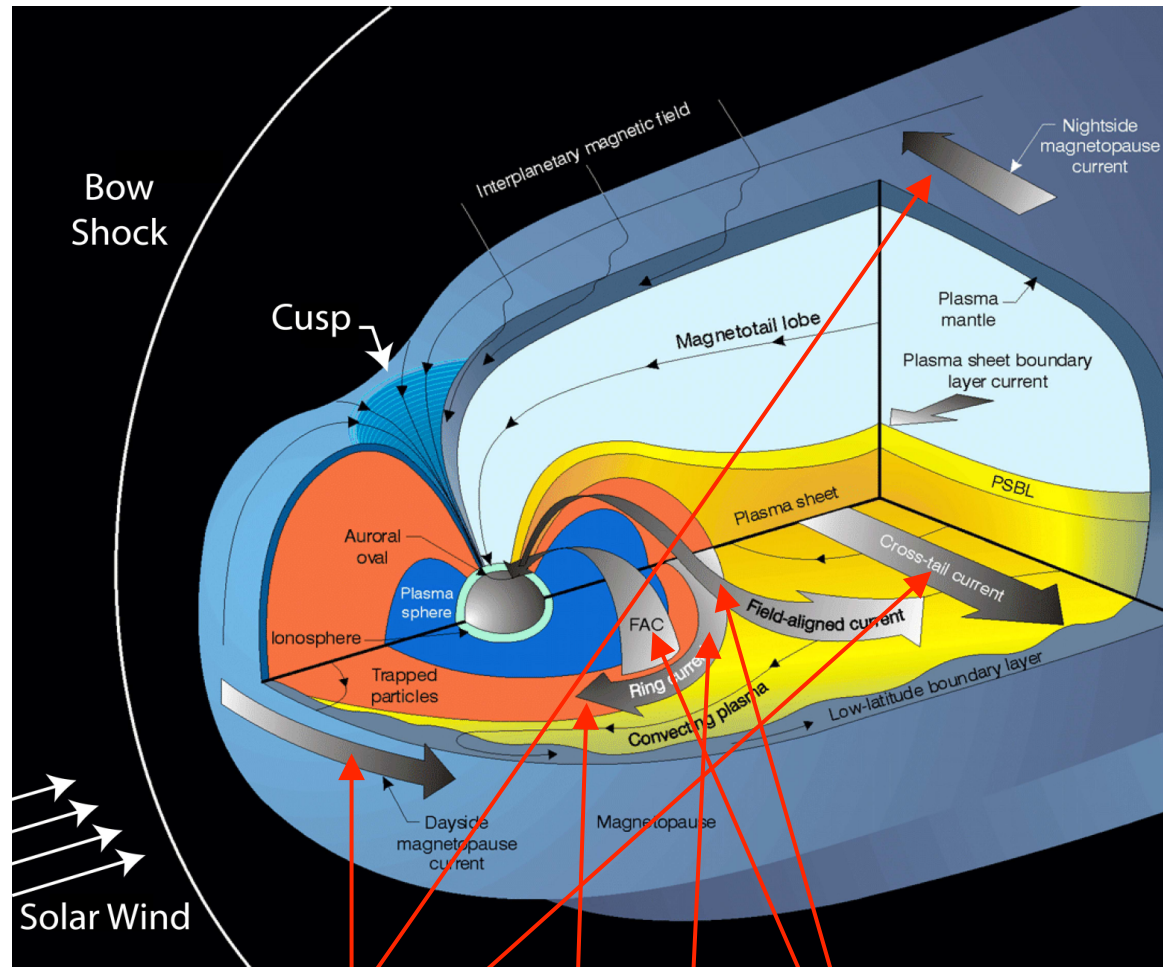 Bow
Shock
Cusp
Interplanetary magnetic field
Nightside
magnetopause
current
Magnetotail lobe
Plasma
mantle
Plasma sheet boundary
layer current
PSBL
Plasma sheet
Cross-tail current
Auroral
oval
Plasma
sphere
Ionosphere
FAC
Field-aligned current
Trapped
particles
Ring current
Convecting plasma
Low-latitude boundary layer
Dayside
magnetopause
current
Magnetopause
Solar Wind